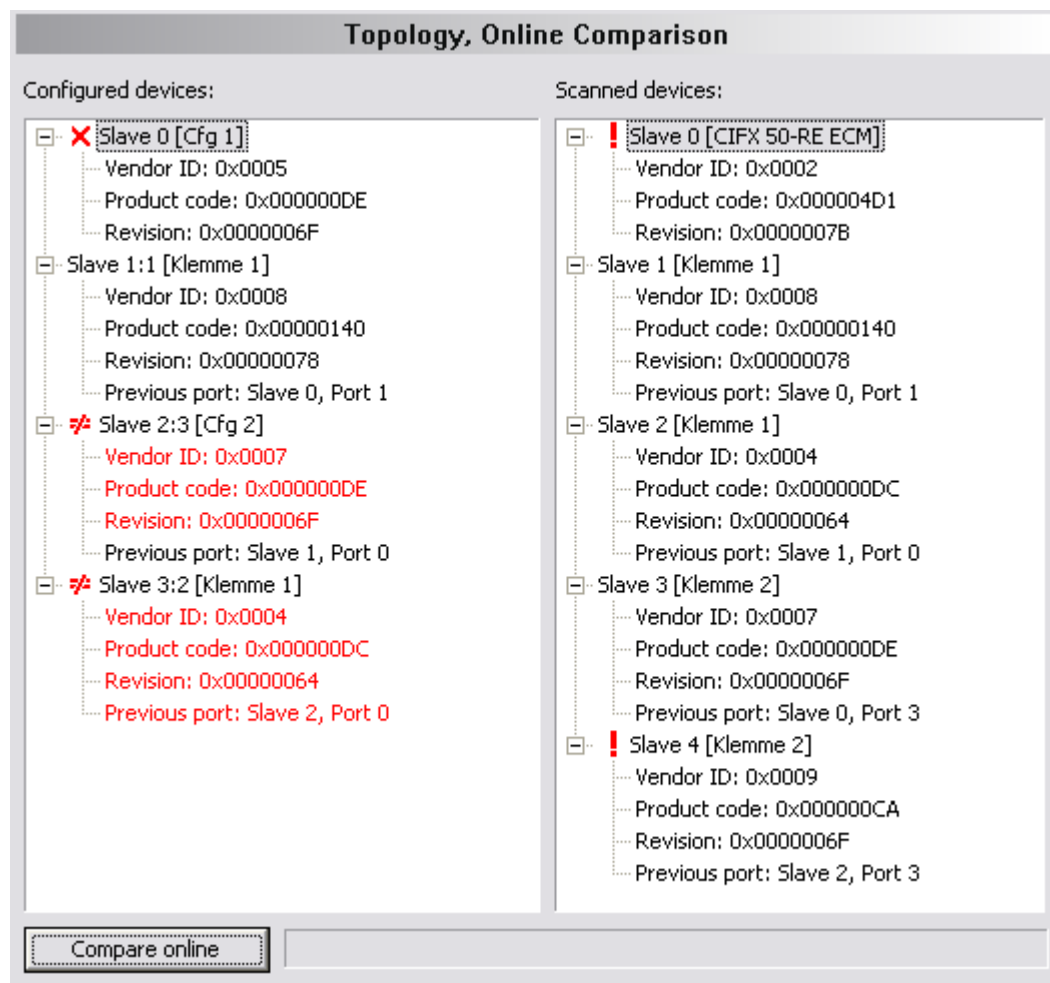 Topology, Online Comparison
Configured devices:
Slave 0 [Cfg 1]
Vendor ID: 0x0005
Product code: 0x000000DE
Revision: 0x0000006F
Slave 1:1 [Klemme 1]
Vendor ID: 0x0008
Product code: 0x00000140
Revision: 0x00000078
Previous port: Slave 0, Port 1
Slave 2:3 [Cfg 2]
Vendor ID: 0x0007
Product code: 0x000000DE
Revision: 0x0000006F
Previous port: Slave 1, Port 0
Slave 3:2 [Klemme 1]
Vendor ID: 0x0004
Product code: 0x000000DC
Revision: 0x00000064
Previous port: Slave 2, Port 0
Scanned devices:
Slave 0 [CIFX 50-RE ECM]
Vendor ID: 0x0002
Product code: 0x000004D1
Revision: 0x0000007B
Slave 1 [Klemme 1]
Vendor ID: 0x0008
Product code: 0x00000140
Revision: 0x00000078
Previous port: Slave 0, Port 1
Slave 2 [Klemme 1]
Vendor ID: 0x0004
Product code: 0x000000DC
Revision: 0x00000064
Previous port: Slave 1, Port 0
Slave 3 [Klemme 2]
Vendor ID: 0x0007
Product code: 0x000000DE
Revision: 0x0000006F
Previous port: Slave 0, Port 3
Slave 4 [Klemme 2]
Vendor ID: 0x0009
Product code: 0x000000CA
Revision: 0x0000006F
Previous port: Slave 2, Port 3
Compare online